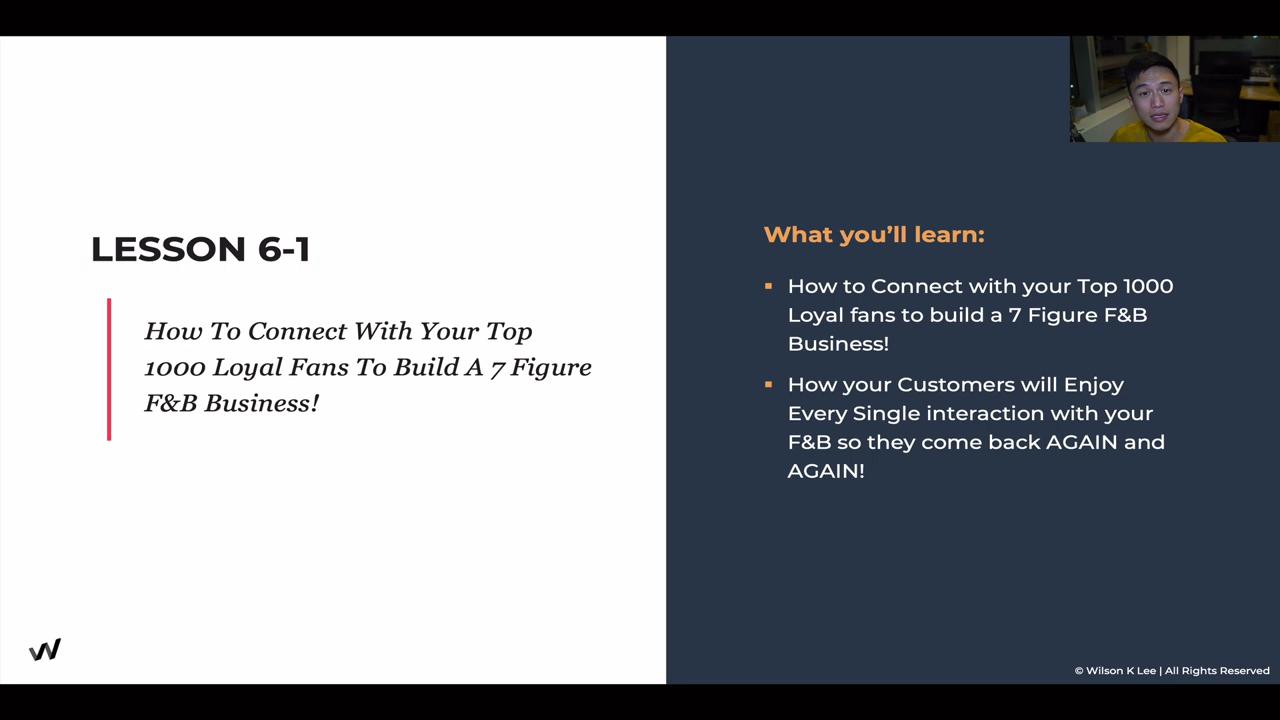 LESSON 6-1
How To Connect With Your Top
1000 Loyal Fans To Build A 7 Figure
F&B Business!
What you’ll learn:
▪ How to Connect with your Top 1000
Loyal fans to build a 7 Figure F&B
Business!
▪ How your Customers will Enjoy
Every Single interaction with your
F&B so they come back AGAIN and
AGAIN!
© Wilson K Lee | All Rights Reserved